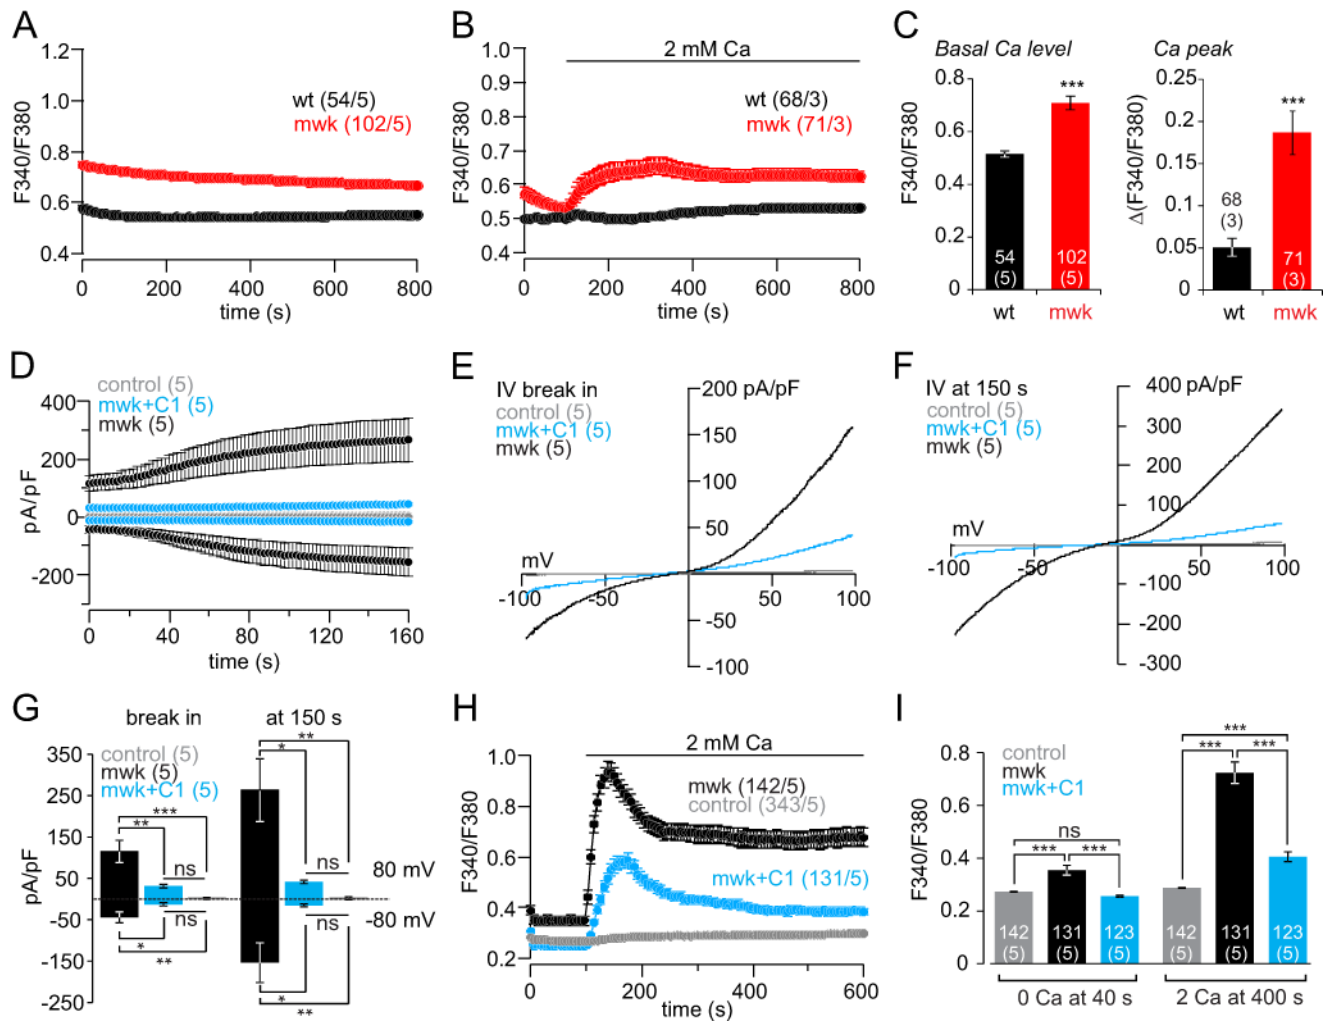 A
1.2
1.0
0.8
0.6
0.4
F340/F380
wt (54/5)
mwk (102/5)
0 200 400 600 800
time (s)
B
2 mM Ca
1.0
0.9
0.8
0.7
0.6
0.5
0.4
F340/F380
wt (68/3)
mwk (71/3)
0 200 400 600 800
time (s)
C
Basal Ca level
0.8
0.6
0.4
0.2
0
F340/F380
***
54
(5)
102
(5)
wt mwk
Ca peak
0.25
0.2
0.15
0.1
0.05
0
Δ(F340/F380)
***
68
(3)
71
(3)
wt mwk
D
control (5)
mwk+C1 (5)
mwk (5)
400
200
0
-200
pA/pF
0 40 80 120 160
time (s)
E
IV break in
control (5)
mwk+C1 (5)
mwk (5)
200 pA/pF
150
100
50
mV
-100 -50 50 100
-50
-100
F
IV at 150 s
control (5)
mwk+C1 (5)
mwk (5)
400 pA/pF
300
200
100
mV
-100 -50 50 100
-100
-200
-300
G
break in at 150 s
control (5)
mwk (5)
mwk+C1 (5)
350
250
150
50
-50
-150
-250
pA/pF
***
**
ns
ns
*
**
**
*
ns
ns
*
**
80 mV
-80 mV
H
2 mM Ca
1.0
0.8
0.6
0.4
0.2
F340/F380
mwk (142/5)
control (343/5)
mwk+C1 (131/5)
0 200 400 600
time (s)
I
control
mwk
mwk+C1
0.8
0.6
0.4
0.2
0
F340/F380
ns
*** ***
***
*** ***
142
(5)
131
(5)
123
(5)
142
(5)
131
(5)
123
(5)
0 Ca at 40 s 2 Ca at 400 s